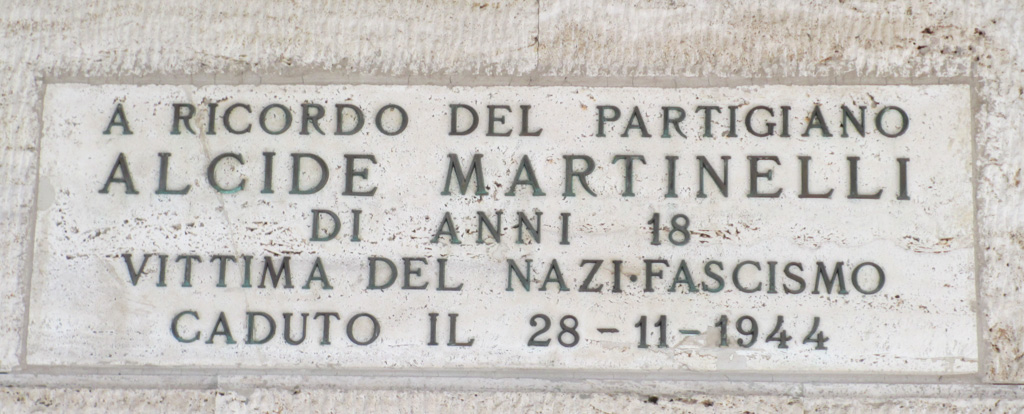 A RICORDO DEL PARTIGIANO
ALCIDE MARTINELLI
DI ANNI 18
VITTIMA DEL NAZI·FASCISMO
CADUTO IL 28-11-1944